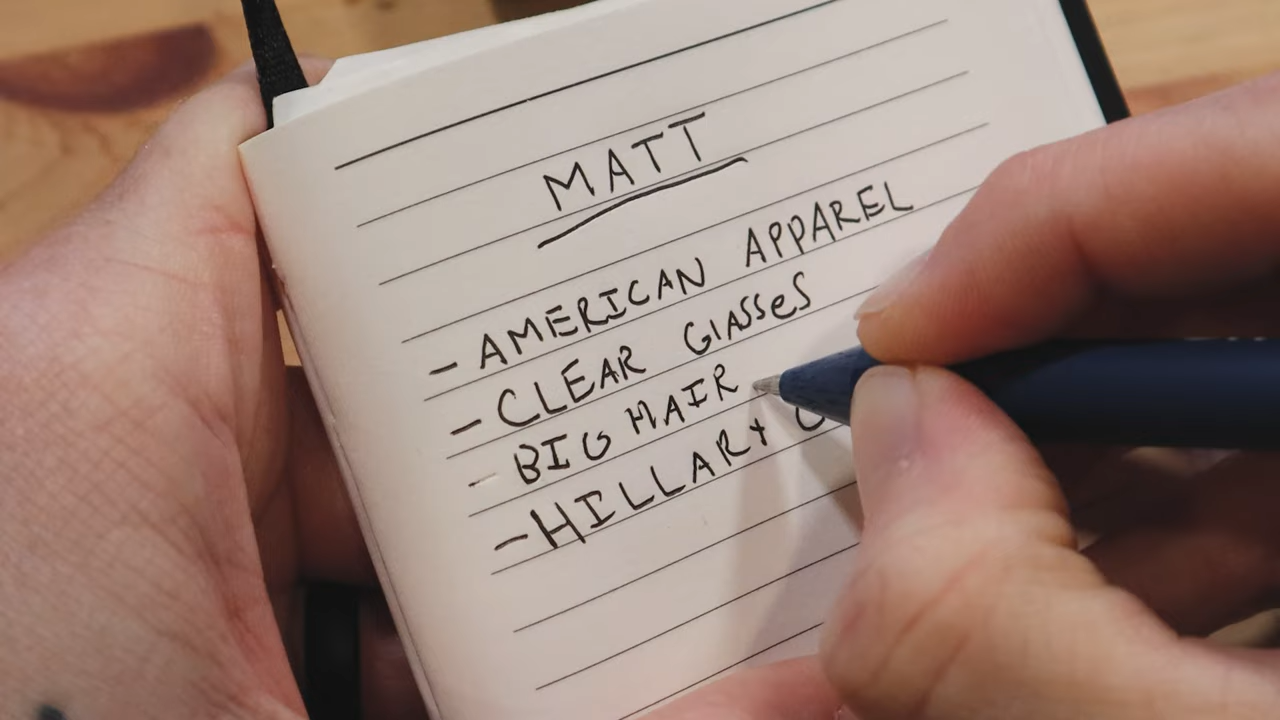 MATT
- AMERICAN APPAREL
- CLEAR GlASSeS
- BIG HAIR
- HILLARY